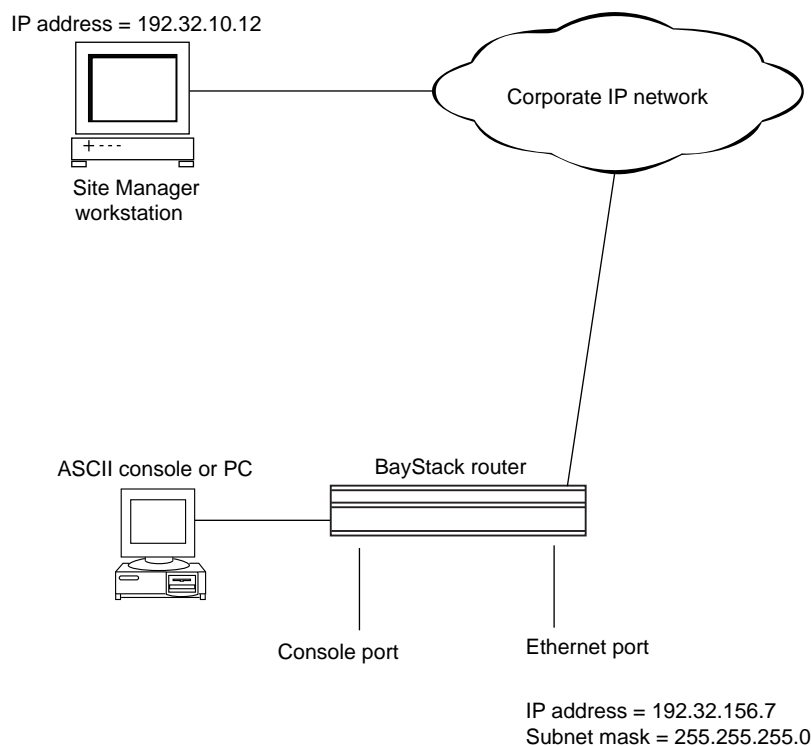 IP address = 192.32.10.12
Corporate IP network
+ - - -
Site Manager
workstation
ASCII console or PC
BayStack router
Console port
Ethernet port
IP address = 192.32.156.7
Subnet mask = 255.255.255.0